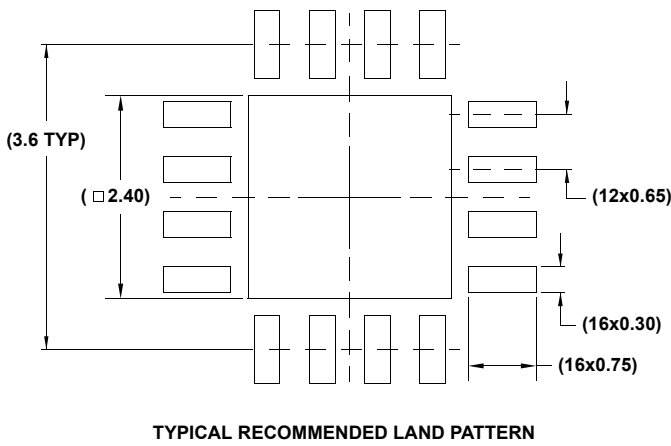 (3.6 TYP)
( □2.40)
(12x0.65)
(16x0.30)
(16x0.75)
TYPICAL RECOMMENDED LAND PATTERN